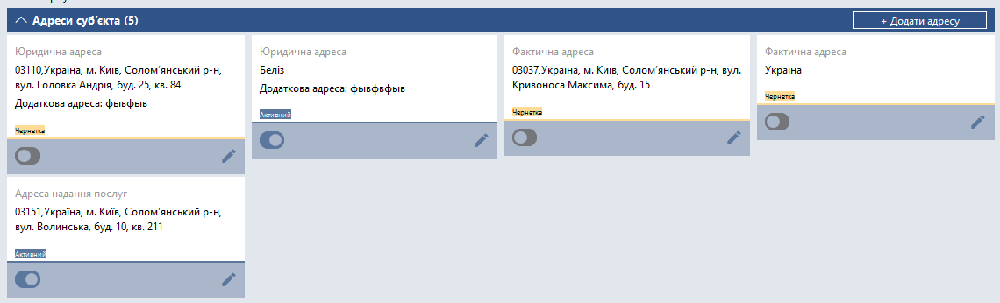 Адреси суб'єкта (5)
+ Додати адресу
Юридична адреса
03110,Україна, м. Київ, Солом'янський р-н,
вул. Головка Андрія, буд. 25, кв. 84
Додаткова адреса: фывфыв
Чернетка
Юридична адреса
Беліз
Додаткова адреса: фывфвфыв
Активний
Фактична адреса
03037,Україна, м. Київ, Солом'янський р-н, вул.
Кривоноса Максима, буд. 15
Чернетка
Фактична адреса
Україна
Чернетка
Адреса надання послуг
03151,Україна, м. Київ, Солом'янський р-н,
вул. Волинська, буд. 10, кв. 211
Активний